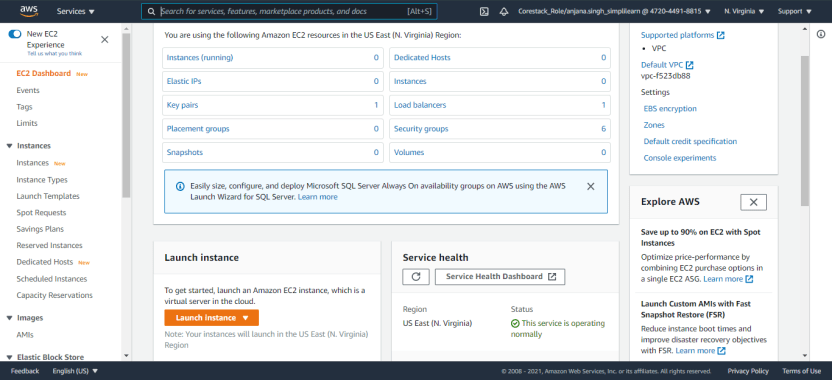 aws
Services
Search for services, features, marketplace products, and docs
[Alt+S]
Corestack_Role/anjana.singh_simplilearn @ 4720-4491-8815
N. Virginia
Support
New EC2
Experience
Tell us what you think
EC2 Dashboard New
Events
Tags
Limits
Instances
Instances New
Instance Types
Launch Templates
Spot Requests
Savings Plans
Reserved Instances
Dedicated Hosts New
Scheduled Instances
Capacity Reservations
Images
AMIs
Elastic Block Store
You are using the following Amazon EC2 resources in the US East (N. Virginia) Region:
Instances (running) 0
Dedicated Hosts 0
Elastic IPs 0
Instances 0
Key pairs 1
Load balancers 1
Placement groups 0
Security groups 6
Snapshots 0
Volumes 0
Easily size, configure, and deploy Microsoft SQL Server Always On availability groups on AWS using the AWS
Launch Wizard for SQL Server. Learn more
Launch instance
To get started, launch an Amazon EC2 instance, which is a
virtual server in the cloud.
Launch Instance
Note: Your instances will launch in the US East (N. Virginia)
Region
Service health
Service Health Dashboard
Region
US East (N. Virginia)
Status
This service is operating
normally
Supported platforms
• VPC
Default VPC
vpc-f523db88
Settings
EBS encryption
Zones
Default credit specification
Console experiments
Explore AWS
Save up to 90% on EC2 with Spot
Instances
Optimize price-performance by
combining EC2 purchase options in
a single EC2 ASG. Learn more
Launch Custom AMIs with Fast
Snapshot Restore (FSR)
Reduce instance boot times and
improve disaster recovery objectives
with FSR. Learn more
Feedback
English (US)
© 2008 - 2021, Amazon Web Services, Inc. or its affiliates. All rights reserved.
Privacy Policy
Terms of Use